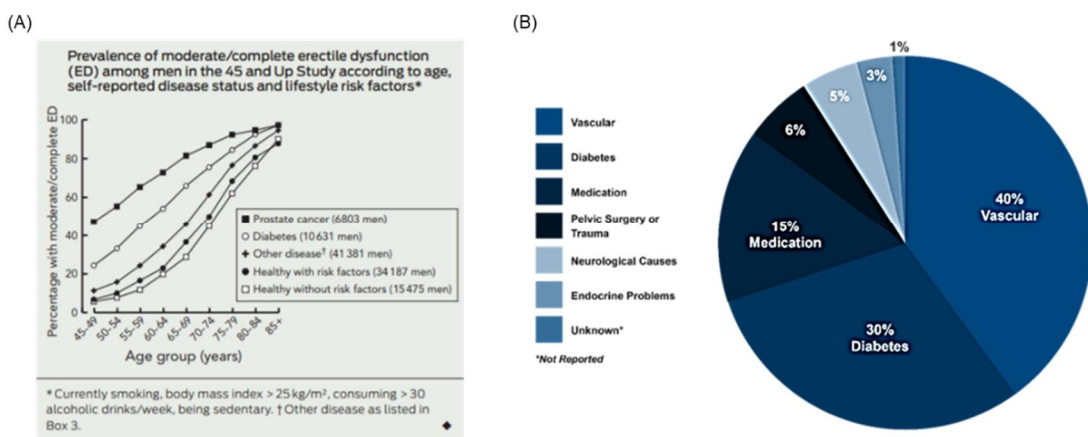 (A)
Prevalence of moderate/complete erectile dysfunction
(ED) among men in the 45 and Up Study according to age,
self-reported disease status and lifestyle risk factors*
Percentage with moderate/complete ED
100
80
60
40
20
0
Prostate cancer (6803 men)
Diabetes (10 631 men)
Other disease† (41 381 men)
Healthy with risk factors (34 187 men)
Healthy without risk factors (15 475 men)
45–49
50–54
55–59
60–64
65–69
70–74
75–79
80–84
85+
Age group (years)
*Currently smoking, body mass index > 25 kg/m², consuming > 30
alcoholic drinks/week, being sedentary. † Other disease as listed in
Box 3.
(B)
Vascular
Diabetes
Medication
Pelvic Surgery or
Trauma
Neurological Causes
Endocrine Problems
Unknown*
*Not Reported
1%
3%
5%
6%
15%
Medication
30%
Diabetes
40%
Vascular